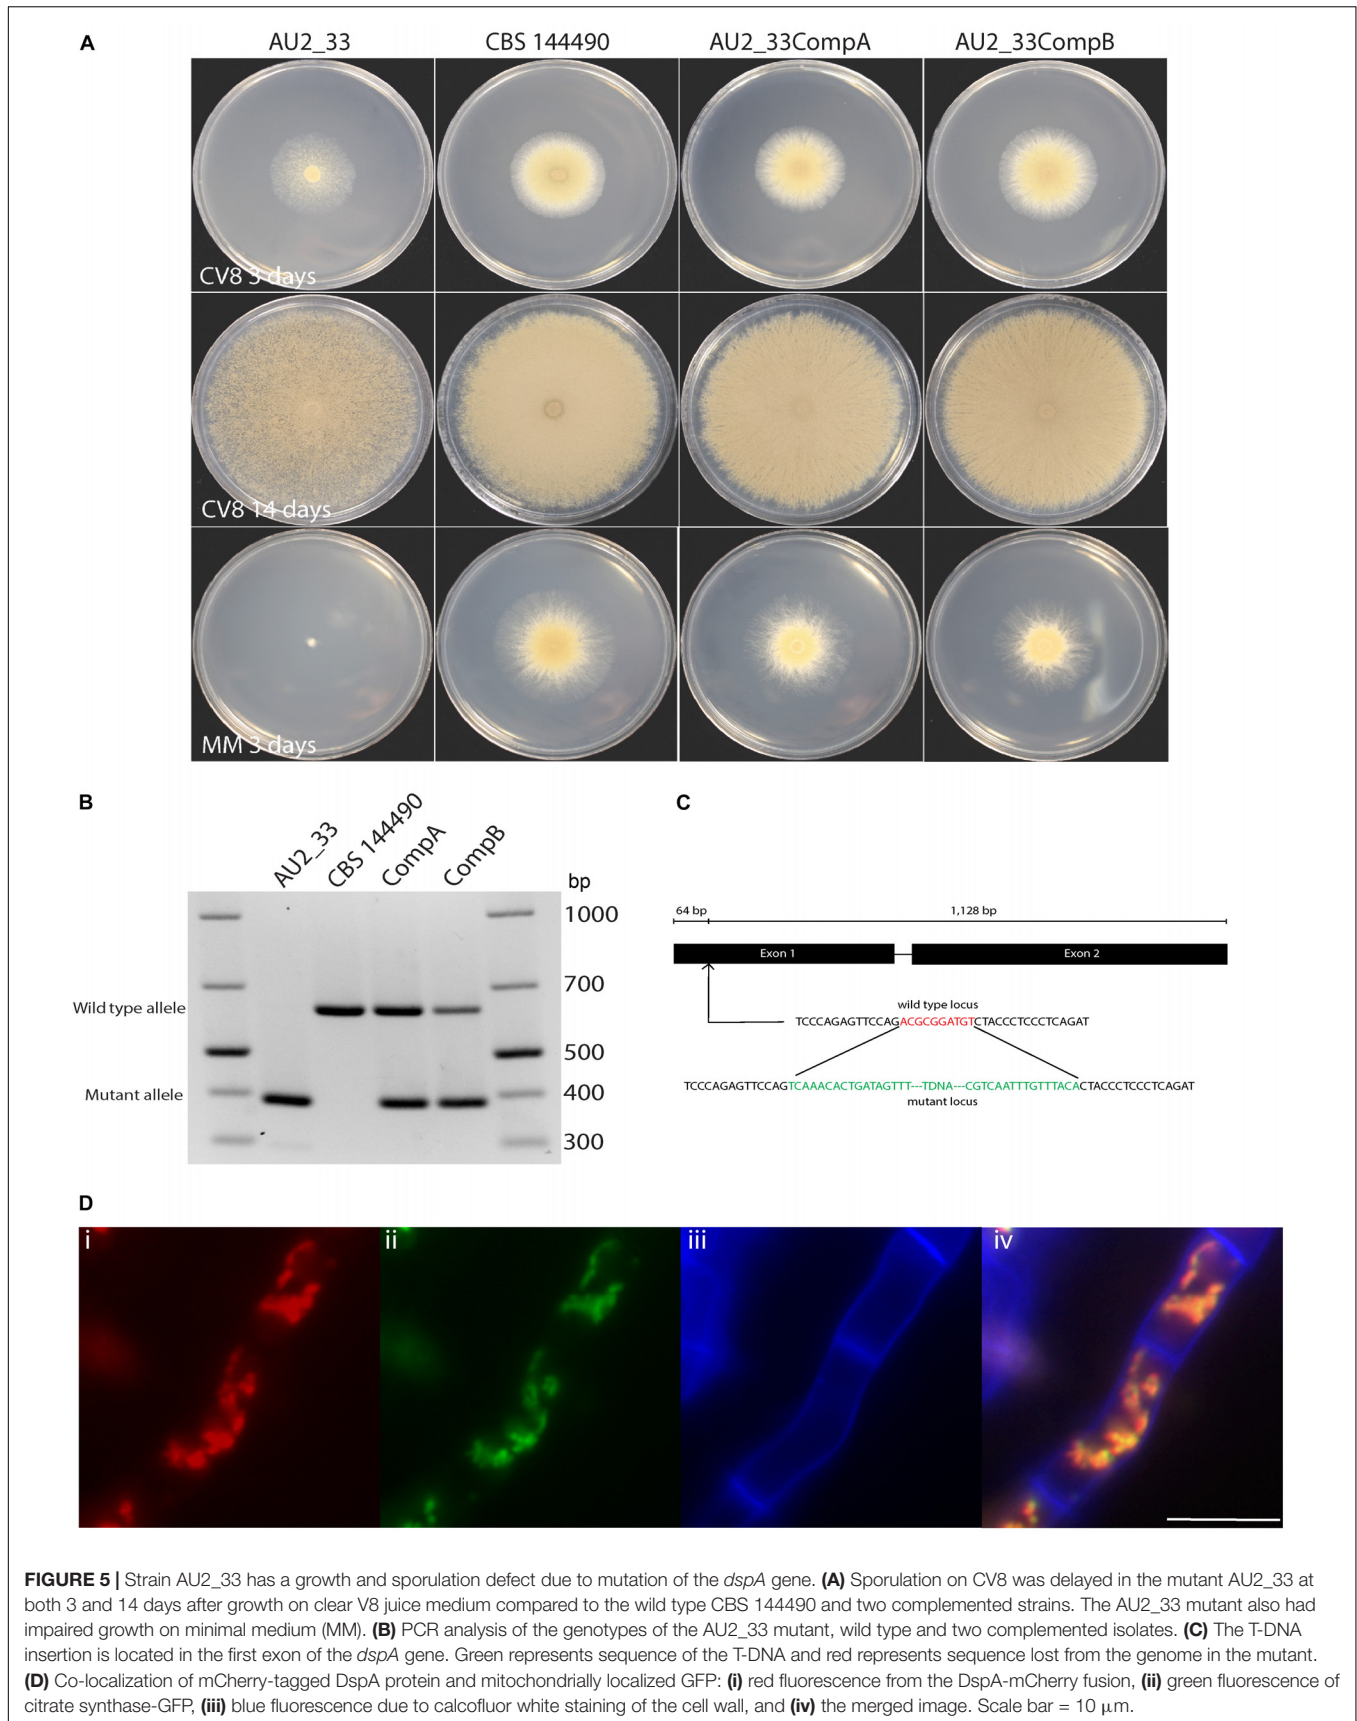 A
AU2_33 CBS 144490 AU2_33CompA AU2_33CompB
CV8 3 days
CV8 14 days
MM 3 days
B
AU2_33 CBS 144490 CompA CompB bp
1000
700
Wild type allele
500
400
Mutant allele
300
C
64 bp 1,128 bp
Exon 1 Exon 2
wild type locus
TCCCAGAGTTCCAGACGCGGATGTCTACCCTCCCTCAGAT
TCCCAGAGTTCCAGTCAAACACTGATAGTTT---TDNA---CGTCAATTTGTTTACACTACCCTCCCTCAGAT
mutant locus
D
i ii iii iv
FIGURE 5 | Strain AU2_33 has a growth and sporulation defect due to mutation of the dspA gene. (A) Sporulation on CV8 was delayed in the mutant AU2_33 at
both 3 and 14 days after growth on clear V8 juice medium compared to the wild type CBS 144490 and two complemented strains. The AU2_33 mutant also had
impaired growth on minimal medium (MM). (B) PCR analysis of the genotypes of the AU2_33 mutant, wild type and two complemented isolates. (C) The T-DNA
insertion is located in the first exon of the dspA gene. Green represents sequence of the T-DNA and red represents sequence lost from the genome in the mutant.
(D) Co-localization of mCherry-tagged DspA protein and mitochondrially localized GFP: (i) red fluorescence from the DspA-mCherry fusion, (ii) green fluorescence of
citrate synthase-GFP, (iii) blue fluorescence due to calcofluor white staining of the cell wall, and (iv) the merged image. Scale bar = 10 μm.